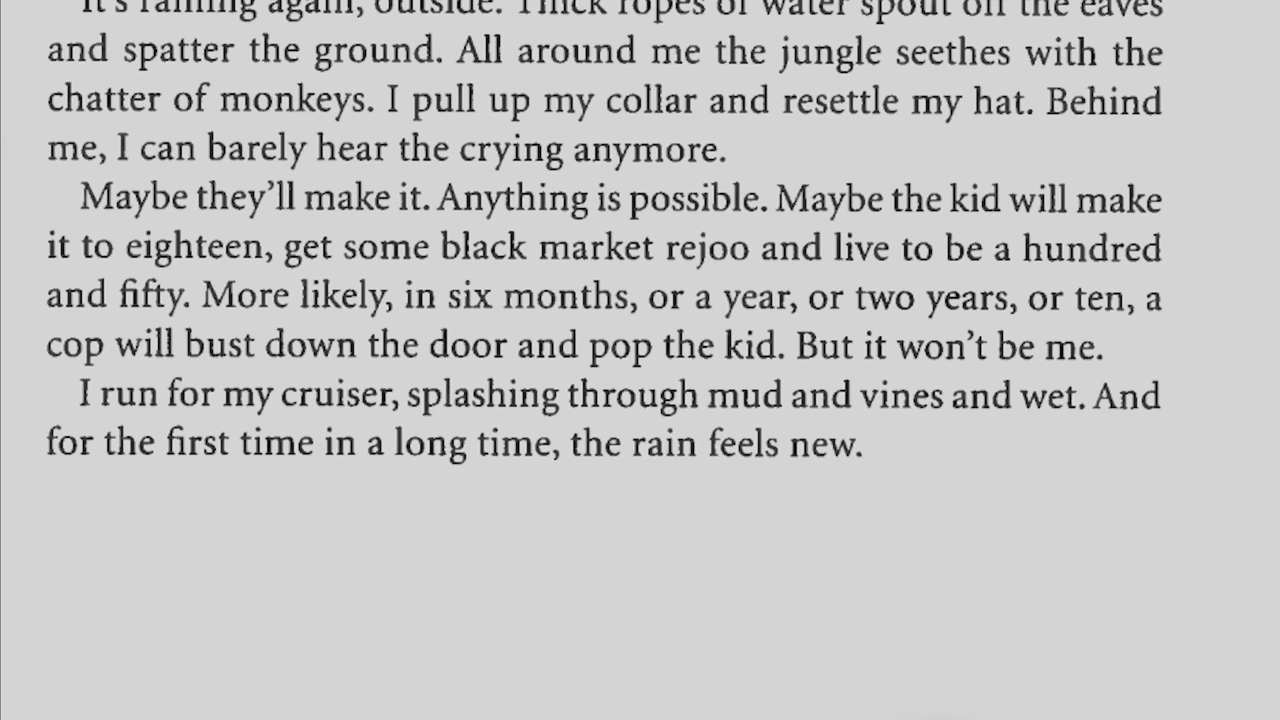 It's raining again, outside. Thick ropes of water spout off the eaves
and spatter the ground. All around me the jungle seethes with the
chatter of monkeys. I pull up my collar and resettle my hat. Behind
me, I can barely hear the crying anymore.
Maybe they'll make it. Anything is possible. Maybe the kid will make
it to eighteen, get some black market rejoo and live to be a hundred
and fifty. More likely, in six months, or a year, or two years, or ten, a
cop will bust down the door and pop the kid. But it won't be me.
I run for my cruiser, splashing through mud and vines and wet. And
for the first time in a long time, the rain feels new.